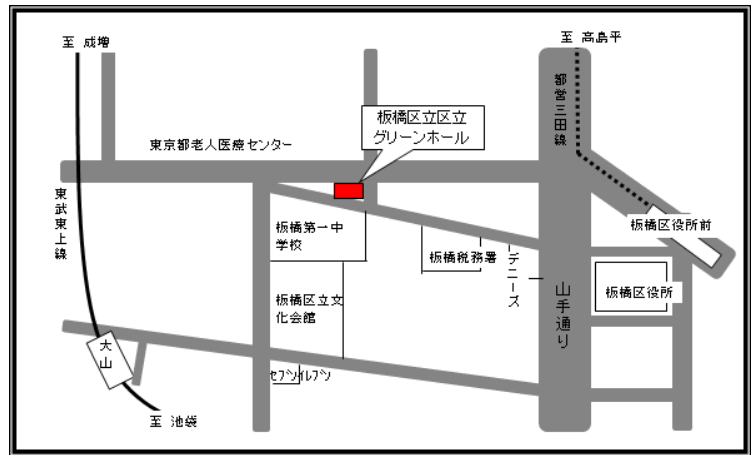 至 成増
至 高島平
都営三田線
板橋区立区立
グリーンホール
東京都老人医療センター
東武東上線
板橋第一中
学校
板橋税務署
デニーズ
板橋区役所前
板橋区役所
山手通り
板橋区立文
化会館
大山
セブンイレブン
至 池袋